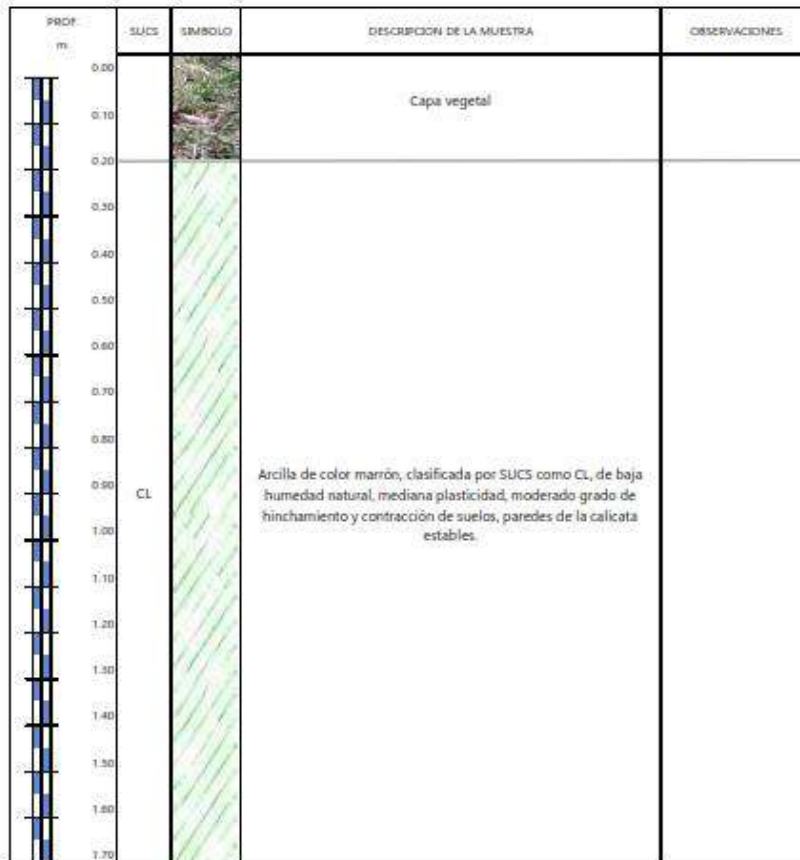 PROF
m
SUCS
SIMBOLO
DESCRIPCION DE LA MUESTRA
OBSERVACIONES
0.00
Capa vegetal
0.10
0.20
0.30
0.40
0.50
0.60
0.70
0.80
0.90
CL
Arcilla de color marrón, clasificada por SUCS como CL, de baja
humedad natural, mediana plasticidad, moderado grado de
hinchamiento y contracción de suelos, paredes de la calicata
estables.
1.00
1.10
1.20
1.30
1.40
1.50
1.60
1.70